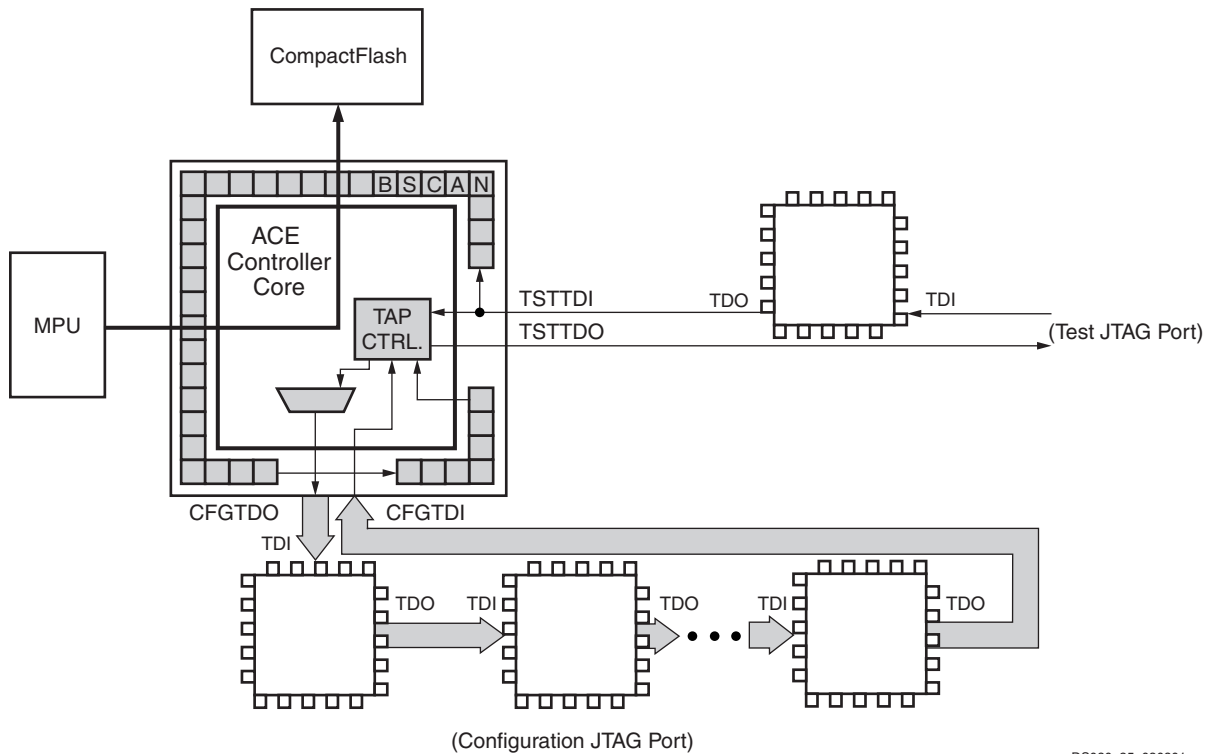 CompactFlash
B S C A N
ACE
Controller
Core
MPU
TAP
CTRL.
TSTTDI
TSTTDO
TDO
TDI
(Test JTAG Port)
CFGTDO
CFGTDI
TDI
TDO
TDI
TDO
TDI
TDO
(Configuration JTAG Port)